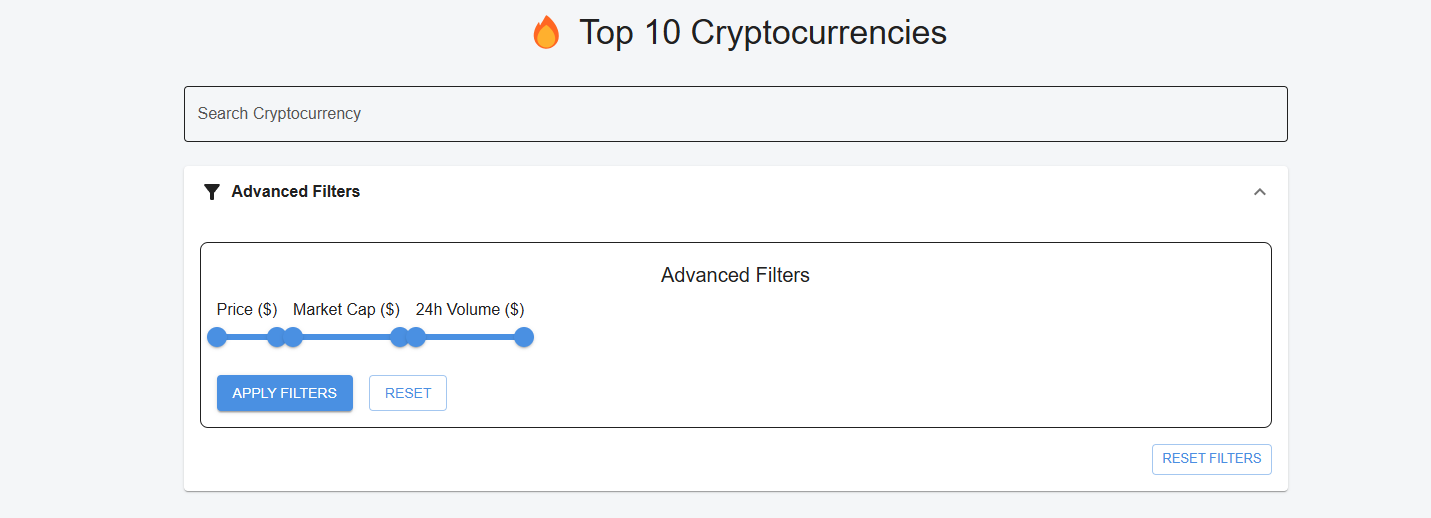 Top 10 Cryptocurrencies
Search Cryptocurrency
Advanced Filters
Advanced Filters
Price ($) Market Cap ($) 24h Volume ($)
APPLY FILTERS RESET
RESET FILTERS